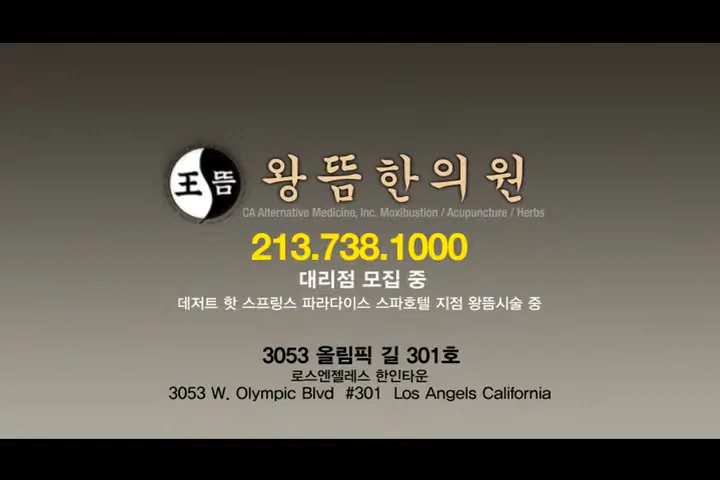 王 뜸 왕뜸한의원
CA Alternative Medicine, Inc. Moxibustion / Acupuncture / Herbs
213.738.1000
대리점 모집 중
데저트 핫 스프링스 파라다이스 스파호텔 지점 왕뜸시술 중
3053 올림픽 길 301호
로스엔젤레스 한인타운
3053 W. Olympic Blvd #301 Los Angels California